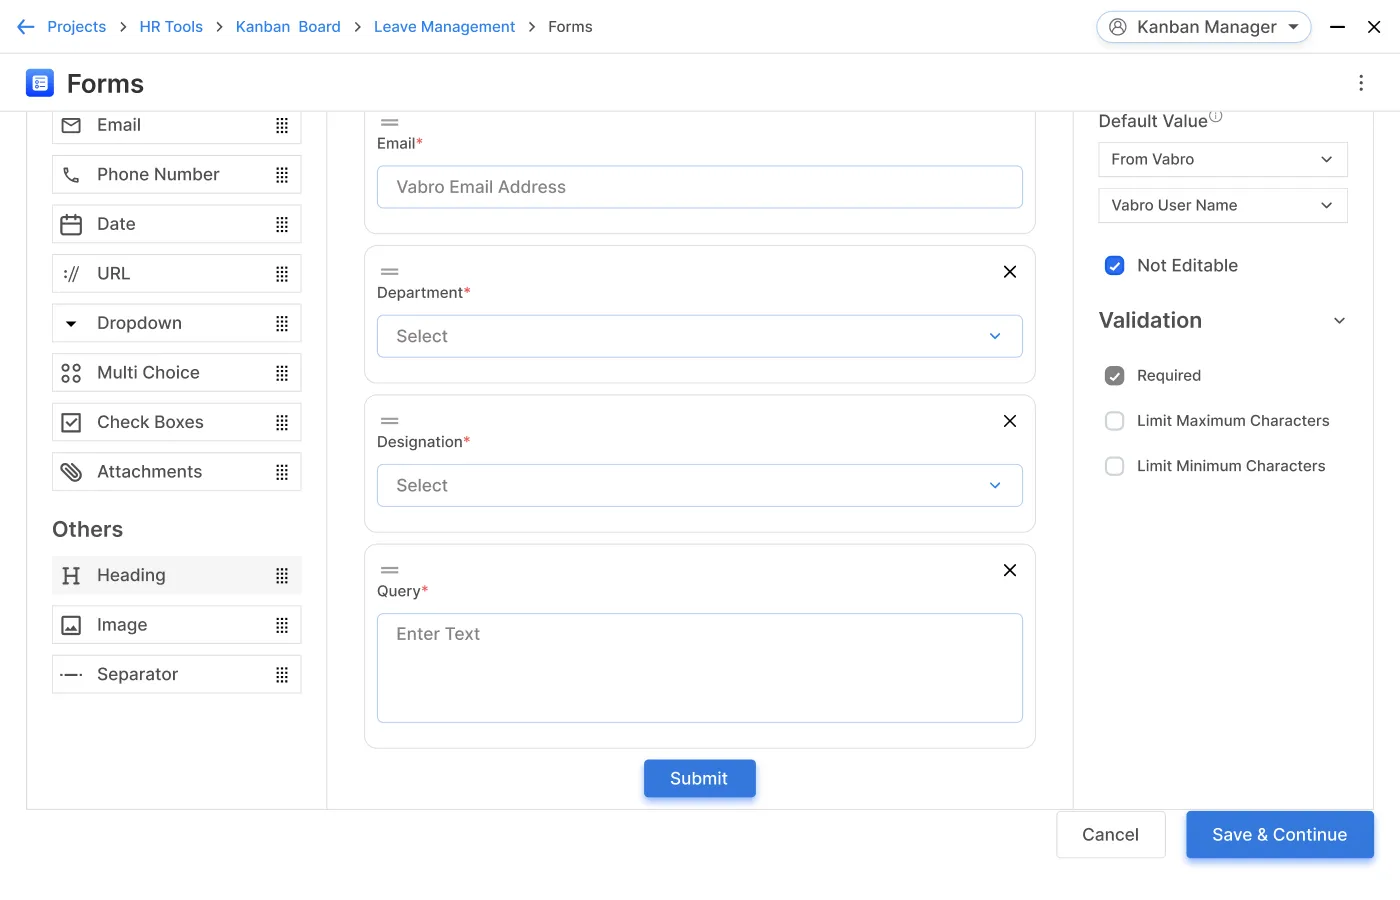 Projects > HR Tools > Kanban Board > Leave Management > Forms
Kanban Manager
Forms
Email
Phone Number
Date
:// URL
Dropdown
Multi Choice
Check Boxes
Attachments
Others
H Heading
Image
Separator
Email*
Vabro Email Address
Department*
Select
Designation*
Select
Query*
Enter Text
Submit
Default Value
From Vabro
Vabro User Name
Not Editable
Validation
Required
Limit Maximum Characters
Limit Minimum Characters
Cancel
Save & Continue